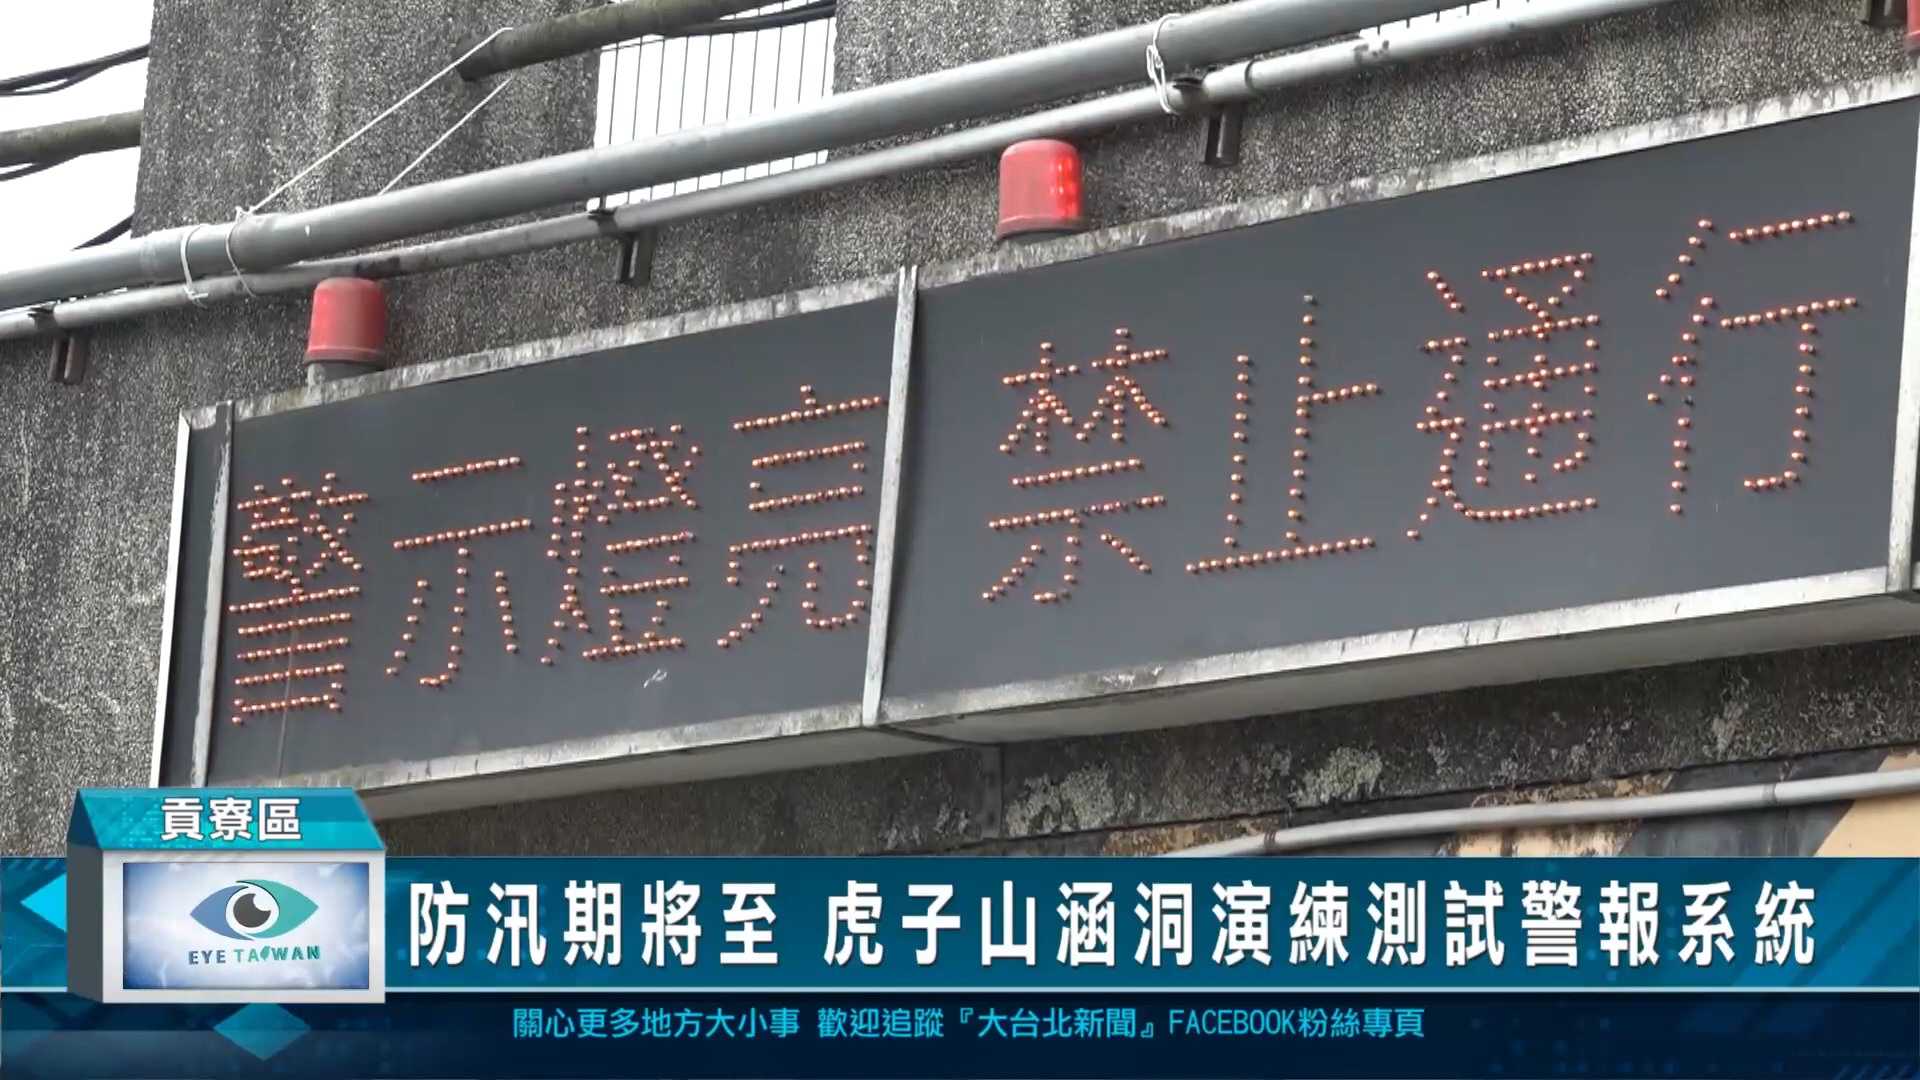 警示燈亮 禁止通行
貢寮區
EYE TAIWAN
防汛期將至 虎子山涵洞演練測試警報系統
關心更多地方大小事 歡迎追蹤『大台北新聞』FACEBOOK粉絲專頁